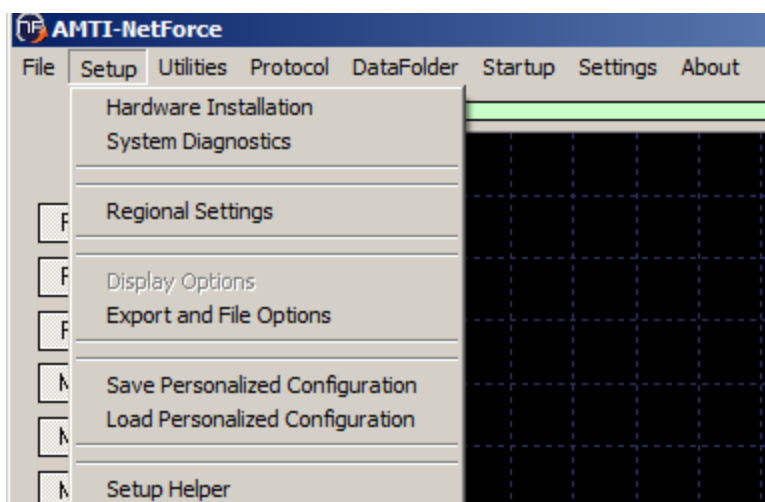 AMTI-NetForce
File Setup Utilities Protocol DataFolder Startup Settings About
Hardware Installation
System Diagnostics
Regional Settings
Display Options
Export and File Options
Save Personalized Configuration
Load Personalized Configuration
Setup Helper